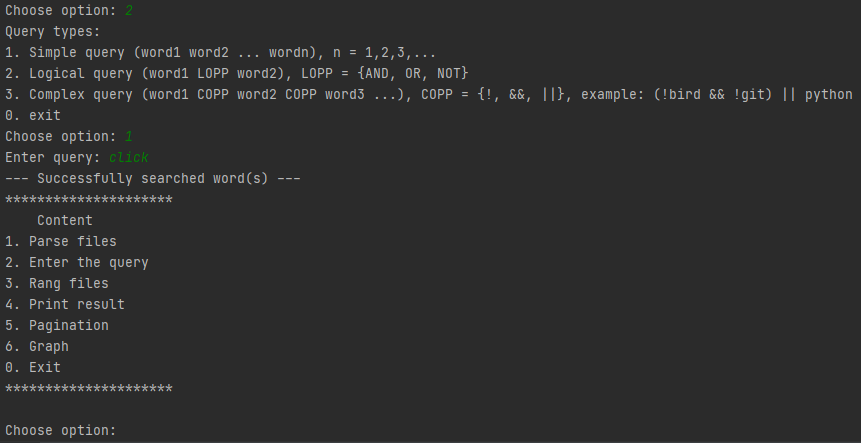 Choose option: 2
Query types:
1. Simple query (word1 word2 ... wordn), n = 1,2,3,...
2. Logical query (word1 LOPP word2), LOPP = {AND, OR, NOT}
3. Complex query (word1 COPP word2 COPP word3 ...), COPP = {!, &&, ||}, example: (!bird && !git) || python
0. exit
Choose option: 1
Enter query: click
--- Successfully searched word(s) ---
*********************
    Content
1. Parse files
2. Enter the query
3. Rang files
4. Print result
5. Pagination
6. Graph
0. Exit
*********************
Choose option: